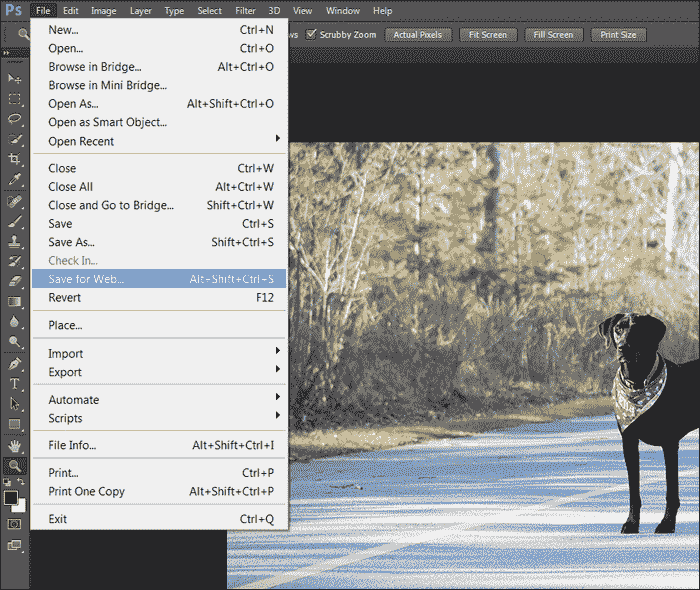 Ps File Edit Image Layer Type Select Filter 3D View Window Help
Scrubby Zoom Actual Pixels Fit Screen Fill Screen Print Size
New... Ctrl+N
Open... Ctrl+O
Browse in Bridge... Alt+Ctrl+O
Browse in Mini Bridge...
Open As... Alt+Shift+Ctrl+O
Open as Smart Object...
Open Recent
Close Ctrl+W
Close All Alt+Ctrl+W
Close and Go to Bridge... Shift+Ctrl+W
Save Ctrl+S
Save As... Shift+Ctrl+S
Check In...
Save for Web... Alt+Shift+Ctrl+S
Revert F12
Place...
Import
Export
Automate
Scripts
File Info... Alt+Shift+Ctrl+I
Print... Ctrl+P
Print One Copy Alt+Shift+Ctrl+P
Exit Ctrl+Q